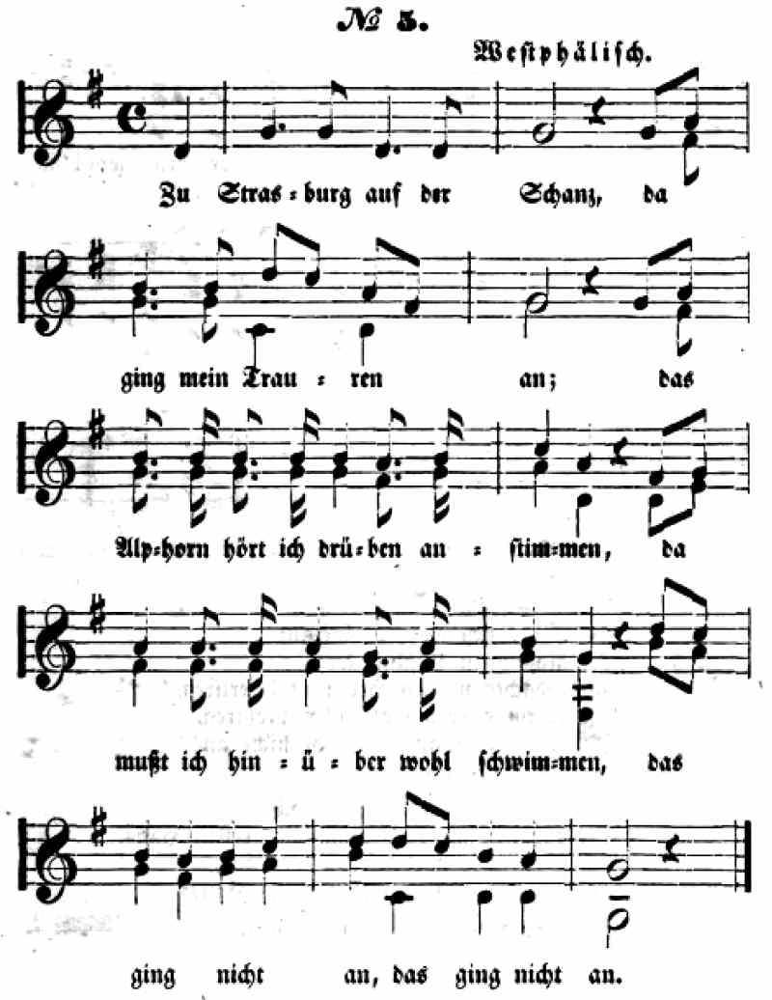 № 5.
Westphälisch.
Zu Stras-burg auf der Schanz, da
ging mein Trau-ren an; das
Alp-horn hört ich drü-ben an-stim-men, da
mußt ich hin-ü-ber wohl schwim-men, das
ging nicht an, das ging nicht an.